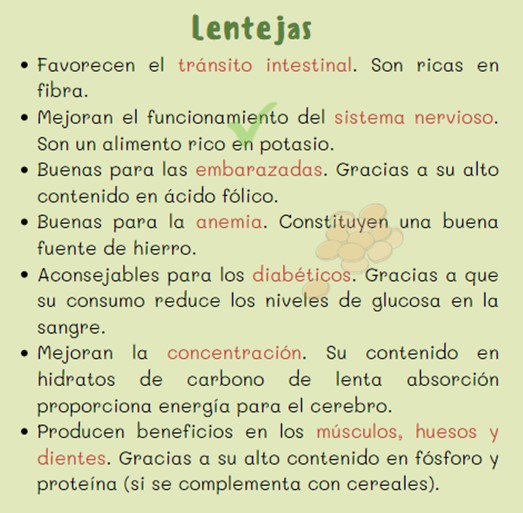 Lentejas
• Favorecen el tránsito intestinal. Son ricas en
fibra.
• Mejoran el funcionamiento del sistema nervioso.
Son un alimento rico en potasio.
• Buenas para las embarazadas. Gracias a su alto
contenido en ácido fólico.
• Buenas para la anemia. Constituyen una buena
fuente de hierro.
• Aconsejables para los diabéticos. Gracias a que
su consumo reduce los niveles de glucosa en la
sangre.
• Mejoran la concentración. Su contenido en
hidratos de carbono de lenta absorción
proporciona energía para el cerebro.
• Producen beneficios en los músculos, huesos y
dientes. Gracias a su alto contenido en fósforo y
proteína (si se complementa con cereales).